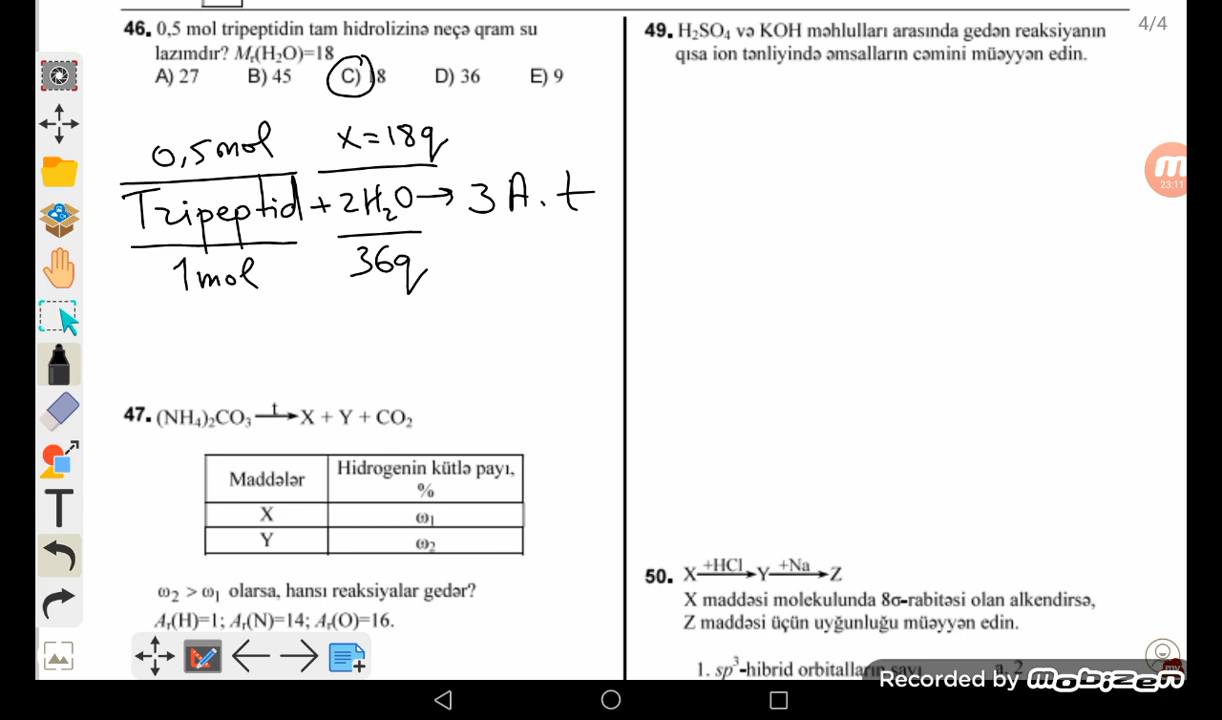 46. 0,5 mol tripeptidin tam hidrolizinə neçə qram su
lazımdır? Mᵣ(H₂O)=18
A) 27 B) 45 C) 18 D) 36 E) 9
0,5mol x=18q
Tripeptid + 2H₂O → 3 A.t
1mol 36q
47. (NH₄)₂CO₃ —t→ X + Y + CO₂
Maddələr Hidrogenin kütlə payı, %
X ω₁
Y ω₂
ω₂ > ω₁ olarsa, hansı reaksiyalar gedər?
Aᵣ(H)=1; Aᵣ(N)=14; Aᵣ(O)=16.
49. H₂SO₄ və KOH məhlulları arasında gedən reaksiyanın
qısa ion tənliyində əmsalların cəmini müəyyən edin.
50. X —+HCl→ Y —+Na→ Z
X maddəsi molekulunda 8σ-rabitəsi olan alkendirsə,
Z maddəsi üçün uyğunluğu müəyyən edin.
1. sp³-hibrid orbitalların sayı a. 2
4/4
23:11
T
Recorded by mobizen